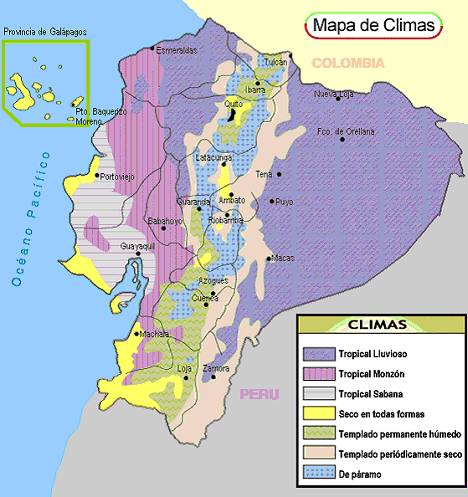 Mapa de Climas
Provincia de Galápagos
COLOMBIA
Esmeraldas
Tulcán
Ibarra
Nueva Loja
Quito
Pto. Baquerizo
Moreno
Fco. de Orellana
Latacunga
Portoviejo
Tena
Ambato
Puyo
Guaranda
Riobamba
Babahoyo
Océano Pacífico
Guayaquil
Macas
Azogues
Cuenca
Machala
Loja
Zamora
PERU
CLIMAS
Tropical Lluvioso
Tropical Monzón
Tropical Sabana
Seco en todas formas
Templado permanente húmedo
Templado periódicamente seco
De páramo